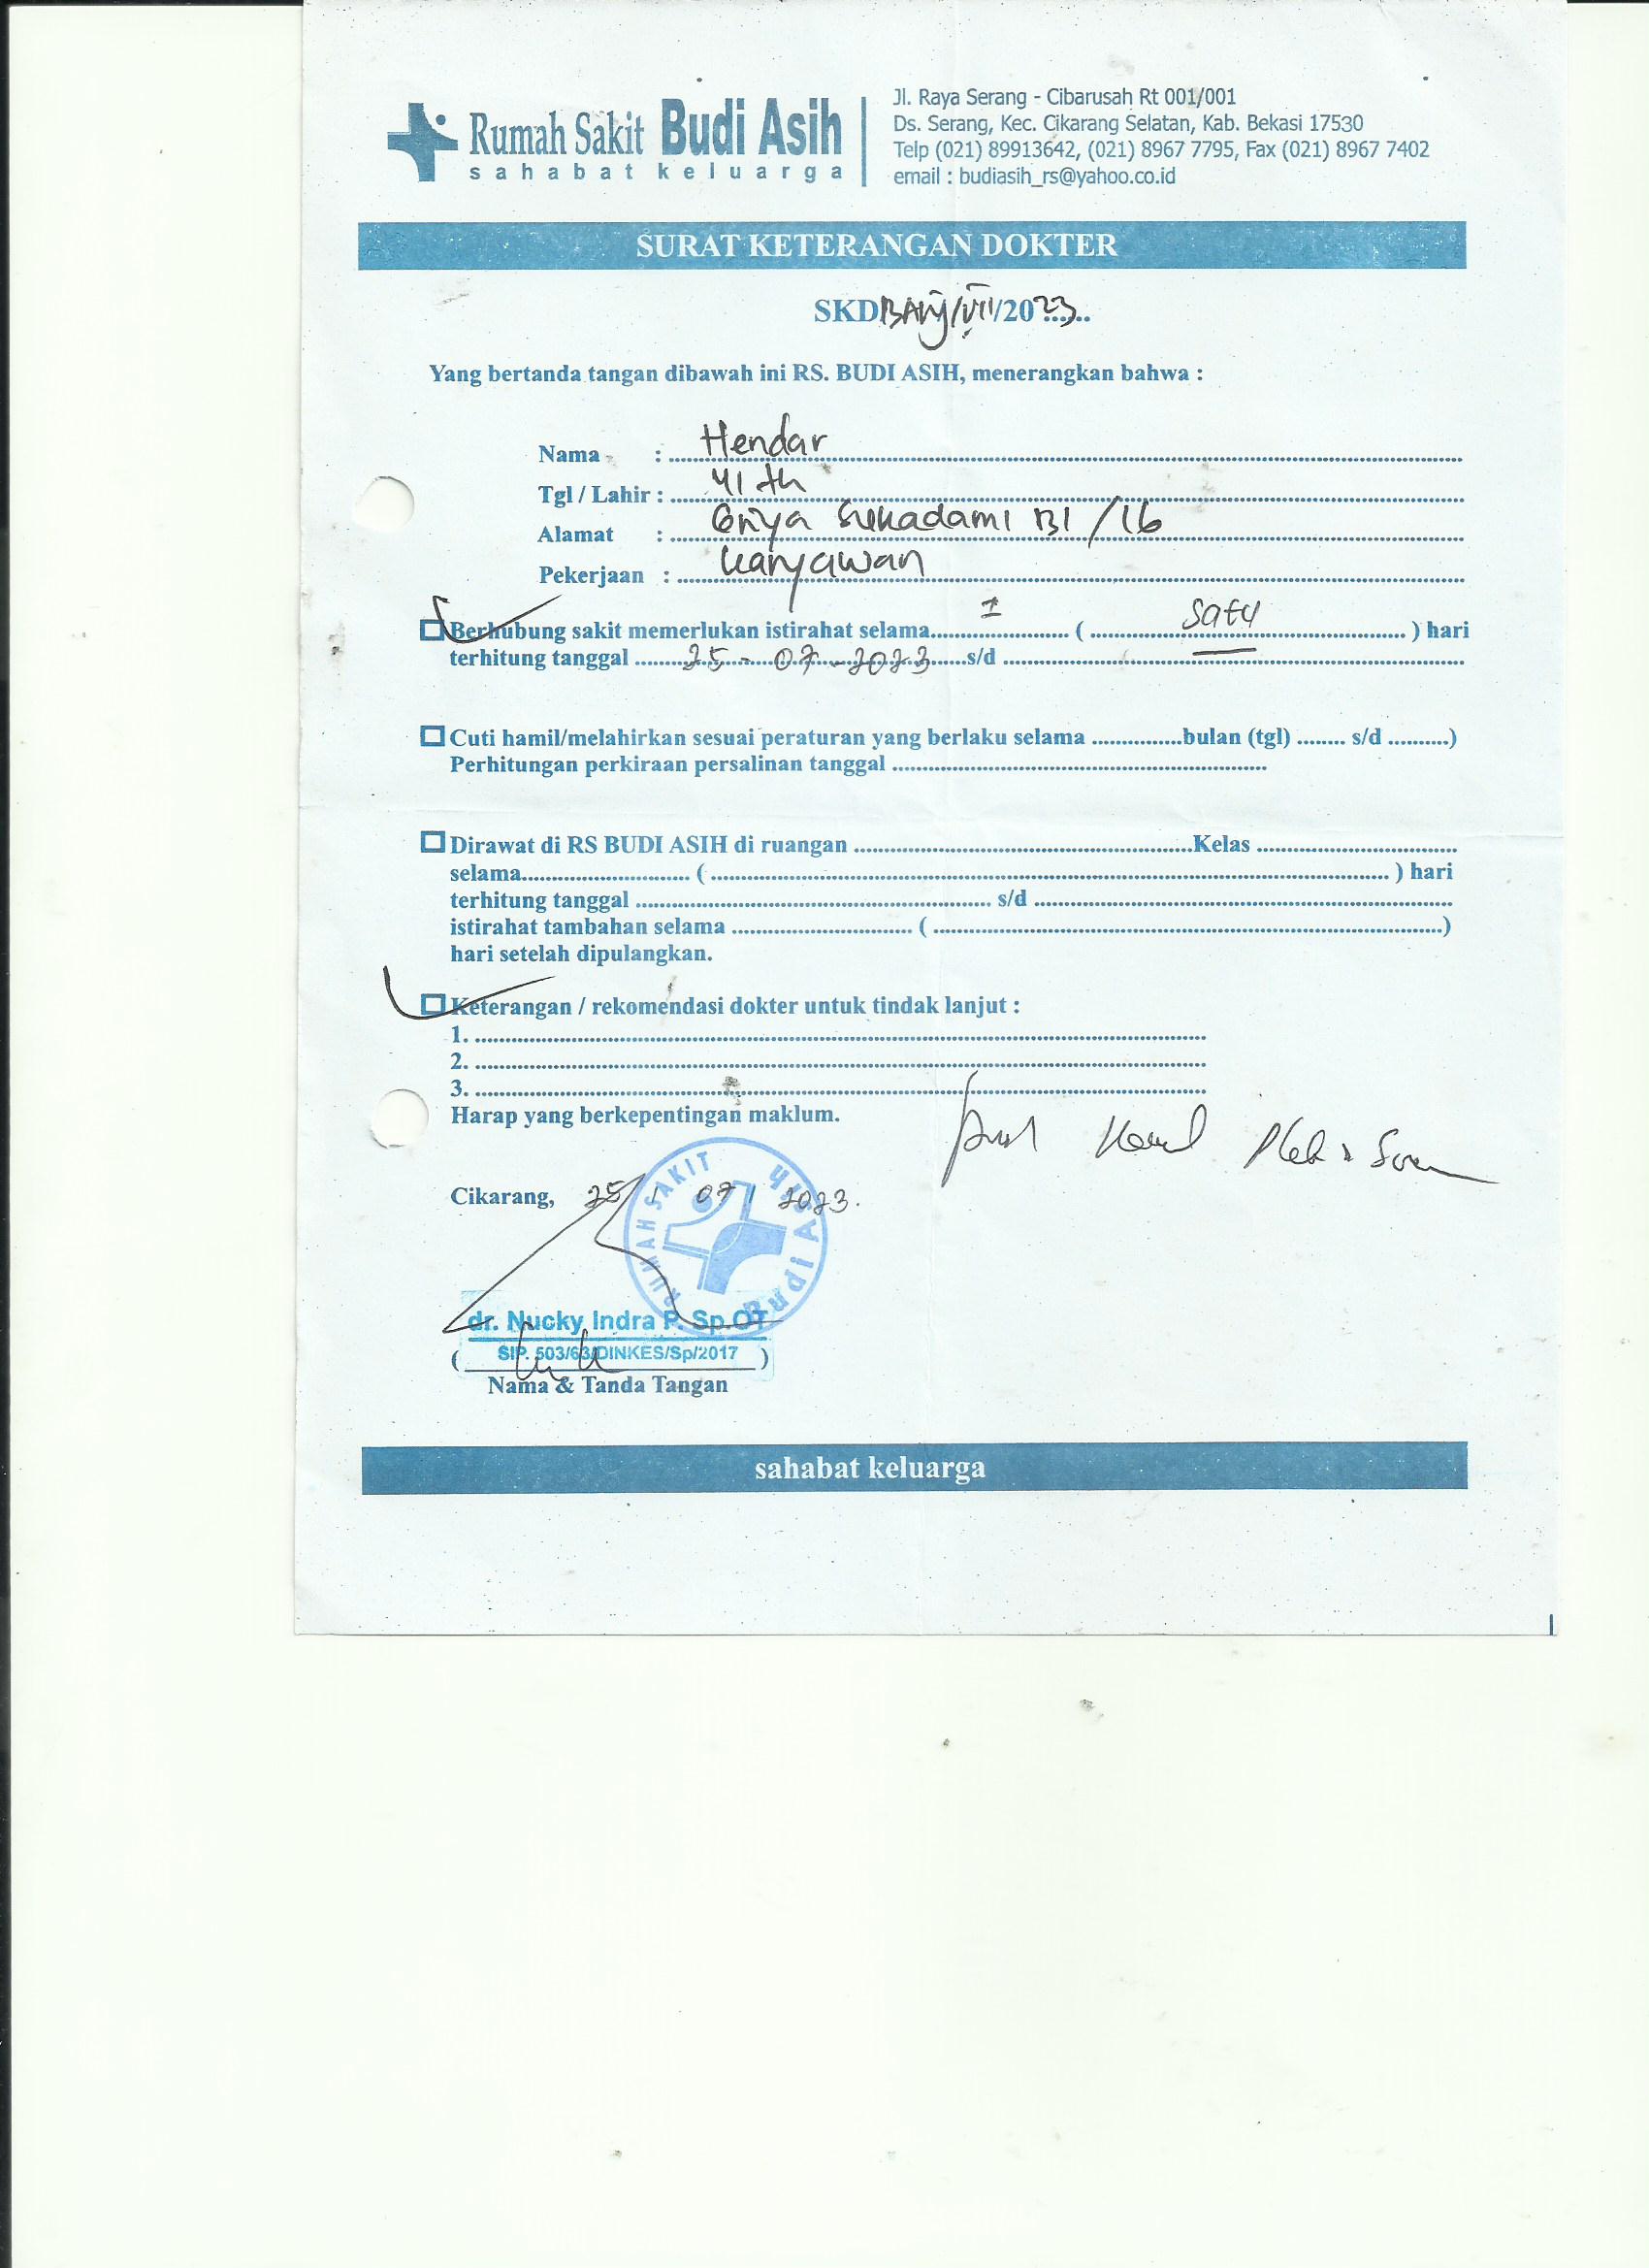 Rumah Sakit Budi Asih
sahabat keluarga
Jl. Raya Serang - Cibarusah Rt 001/001
Ds. Serang, Kec. Cikarang Selatan, Kab. Bekasi 17530
Telp (021) 89913642, (021) 8967 7795, Fax (021) 8967 7402
email : budiasih_rs@yahoo.co.id
SURAT KETERANGAN DOKTER
SKD /VII/2023
Yang bertanda tangan dibawah ini RS. BUDI ASIH, menerangkan bahwa :
Nama : Hendar
Tgl / Lahir : 41 th
Alamat : Griya Sukadami B1 /16
Pekerjaan : Karyawan
Berhubung sakit memerlukan istirahat selama 1 ( Satu ) hari
terhitung tanggal 25 - 07 - 2023 s/d
Cuti hamil/melahirkan sesuai peraturan yang berlaku selama ...............bulan (tgl) ........ s/d ..........)
Perhitungan perkiraan persalinan tanggal
Dirawat di RS BUDI ASIH di ruangan Kelas
selama ( ) hari
terhitung tanggal s/d
istirahat tambahan selama ( )
hari setelah dipulangkan.
Keterangan / rekomendasi dokter untuk tindak lanjut :
1.
2.
3.
Harap yang berkepentingan maklum.
Cikarang, 25 / 07 / 2023.
RUMAH SAKIT Budi Asih
dr. Nucky Indra P. Sp.OT
( SIP. 503/63/DINKES/Sp/2017 )
Nama & Tanda Tangan
sahabat keluarga